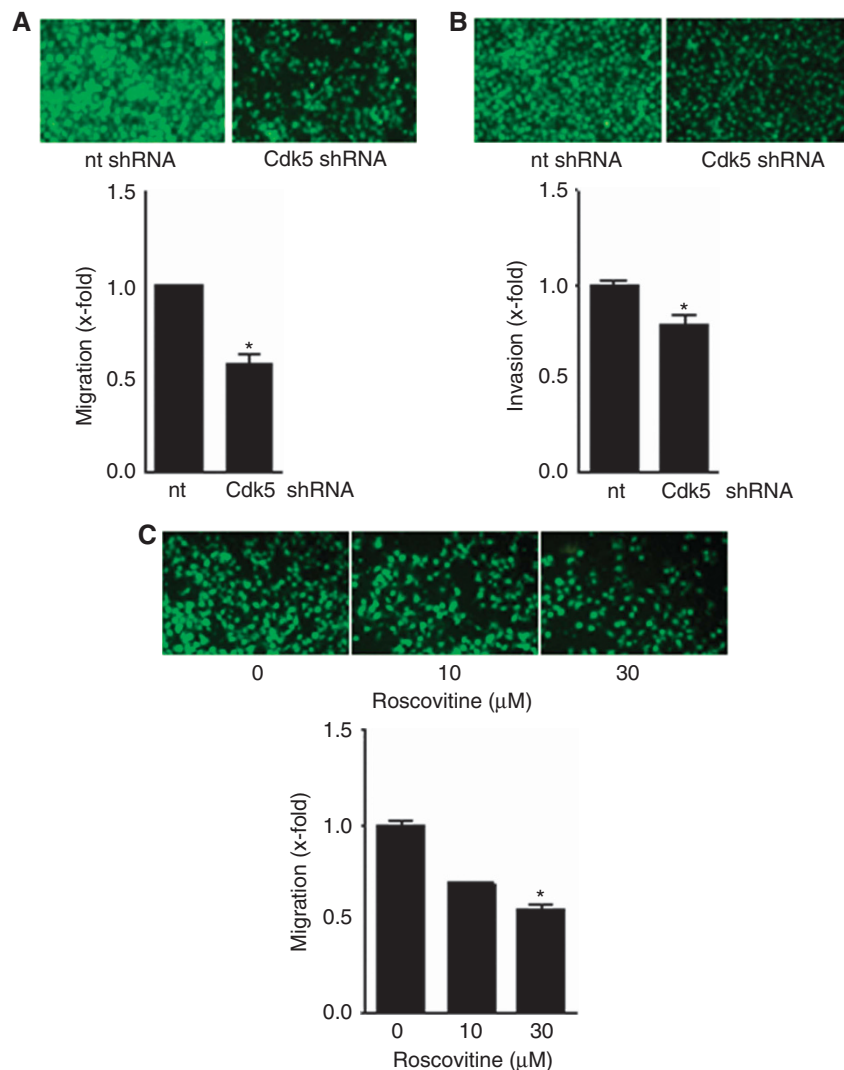 A
B
nt shRNA
Cdk5 shRNA
nt shRNA
Cdk5 shRNA
Migration (x-fold)
1.5
1.0
0.5
0.0
*
nt
Cdk5
shRNA
Invasion (x-fold)
1.5
1.0
0.5
0.0
*
nt
Cdk5
shRNA
C
0
10
30
Roscovitine (μM)
Migration (x-fold)
1.5
1.0
0.5
0.0
*
0
10
30
Roscovitine (μM)